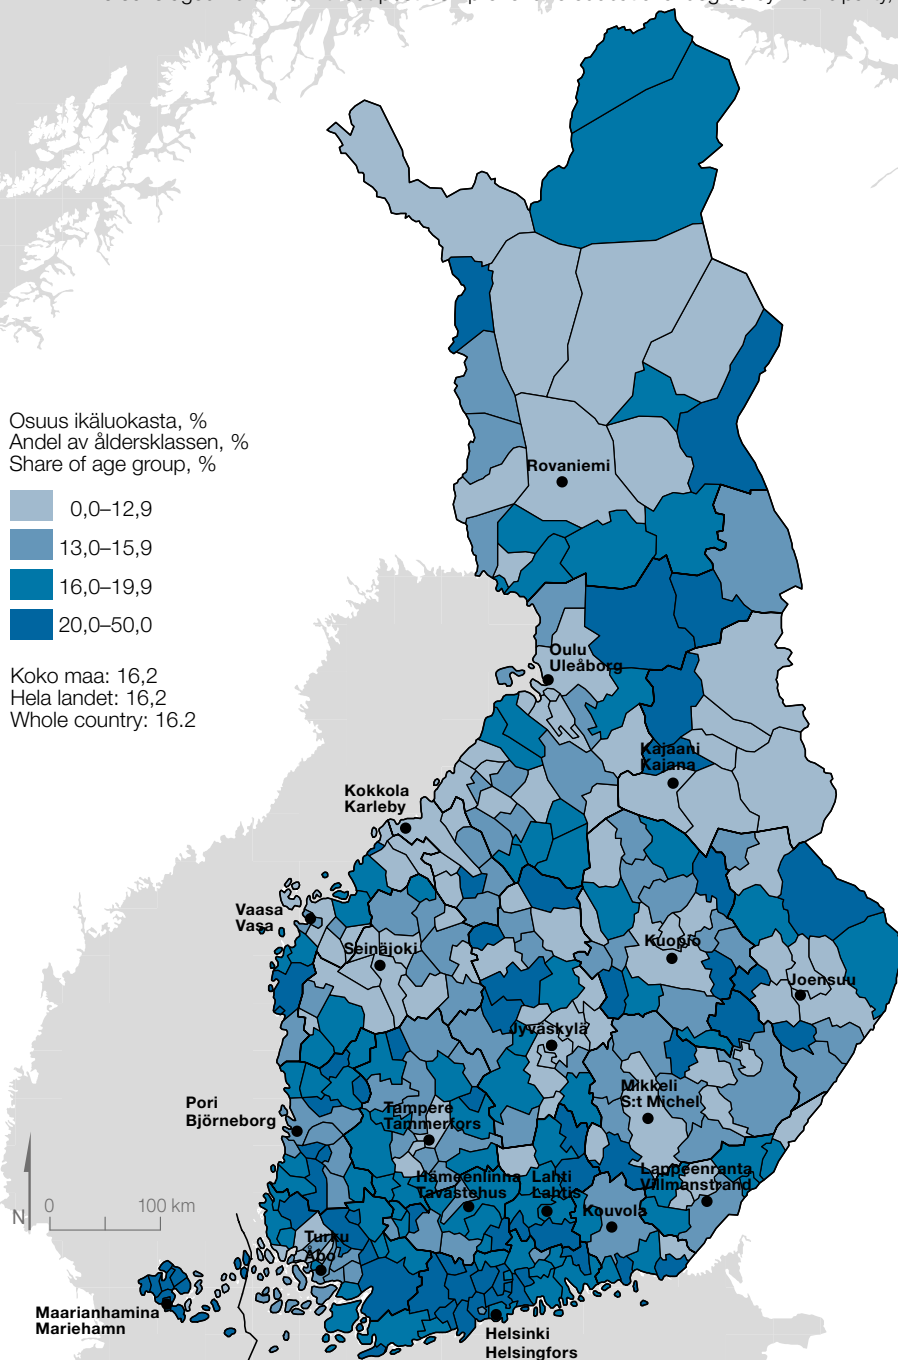 Osuus ikäluokasta, %
Andel av åldersklassen, %
Share of age group, %
0,0–12,9
13,0–15,9
16,0–19,9
20,0–50,0
Koko maa: 16,2
Hela landet: 16,2
Whole country: 16.2
Rovaniemi
Oulu
Uleåborg
Kajaani
Kajana
Kokkola
Karleby
Vaasa
Vasa
Seinäjoki
Kuopio
Joensuu
Jyväskylä
Mikkeli
S:t Michel
Pori
Björneborg
Tampere
Tammerfors
Hämeenlinna
Tavastehus
Lahti
Lahtis
Lappeenranta
Villmanstrand
Kouvola
Turku
Åbo
N
0 100 km
Maarianhamina
Mariehamn
Helsinki
Helsingfors